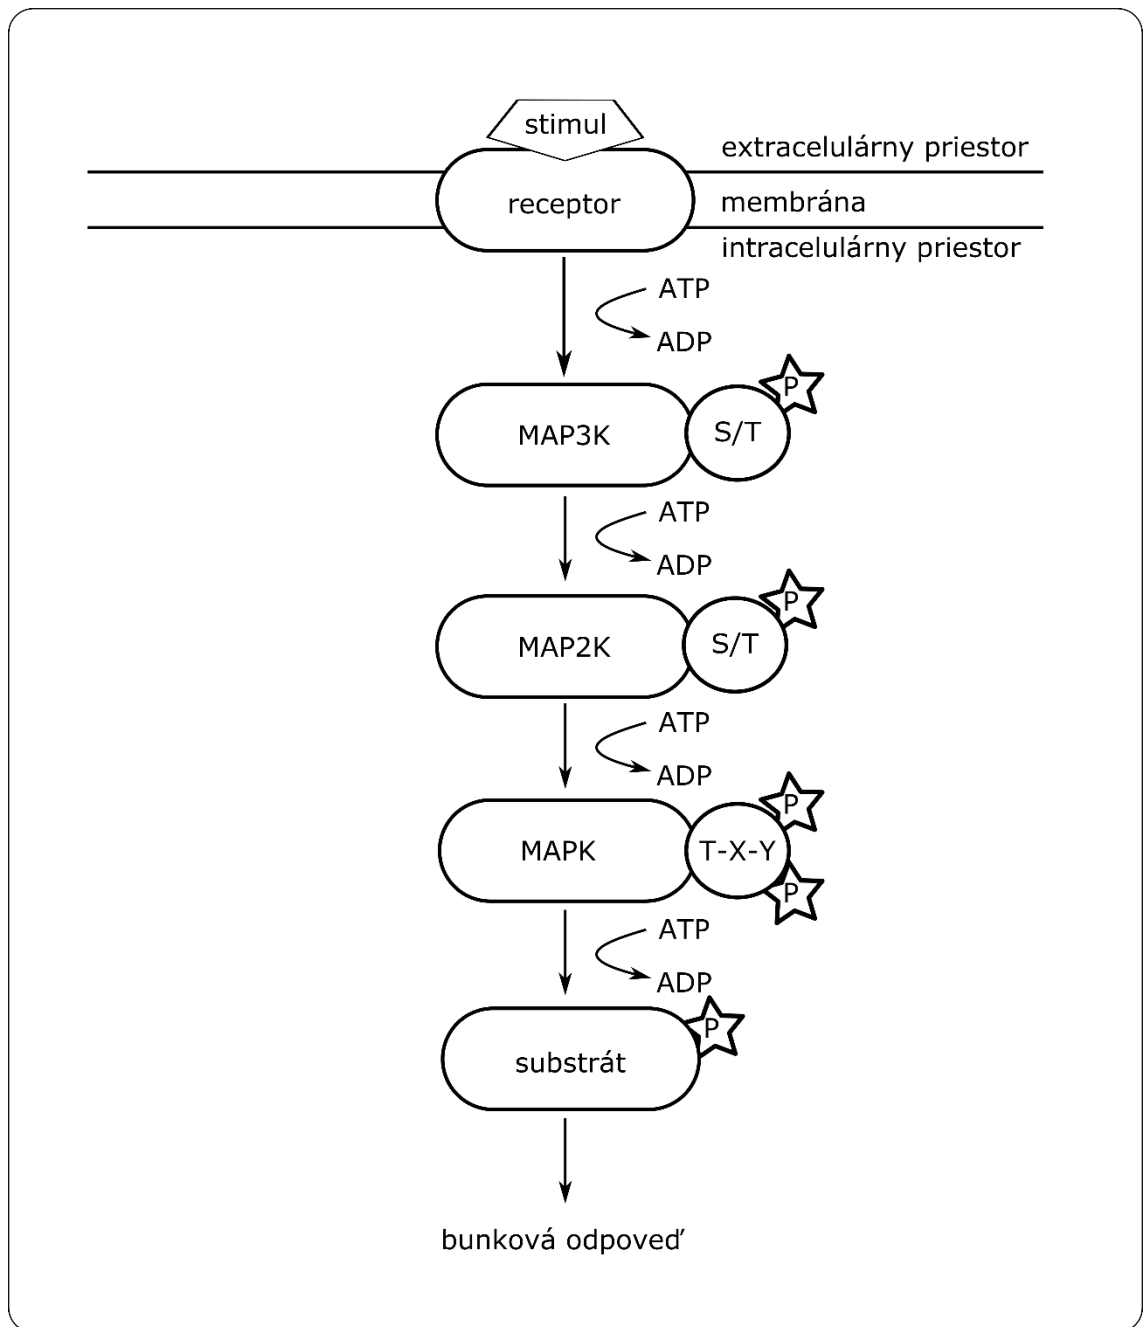 stimul
extracelulárny priestor
receptor
membrána
intracelulárny priestor
ATP
ADP
P
MAP3K
S/T
ATP
ADP
P
MAP2K
S/T
ATP
ADP
P
MAPK
T-X-Y
P
ATP
ADP
P
substrát
bunková odpoveď